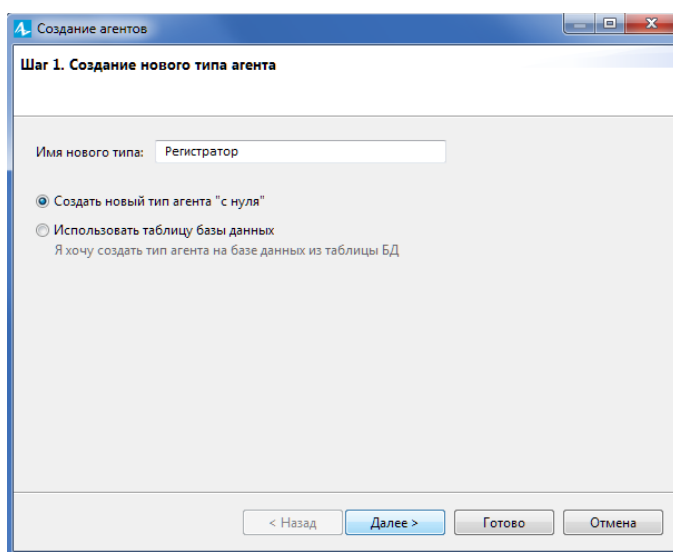 Создание агентов
Шаг 1. Создание нового типа агента
Имя нового типа: Регистратор
Создать новый тип агента "с нуля"
Использовать таблицу базы данных
Я хочу создать тип агента на базе данных из таблицы БД
< Назад Далее > Готово Отмена